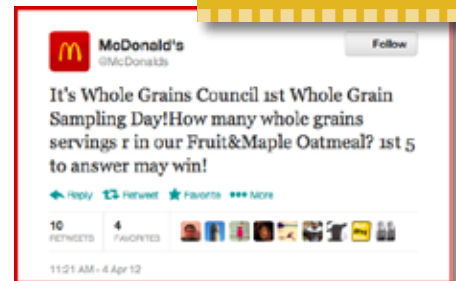 McDonald's
@McDonalds
Follow
It's Whole Grains Council 1st Whole Grain
Sampling Day!How many whole grains
servings r in our Fruit&Maple Oatmeal? 1st 5
to answer may win!
Reply Retweet Favorite More
10 4
RETWEETS FAVORITES
11:21 AM - 4 Apr 12